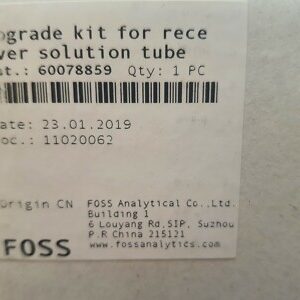 ograde kit for rece
ver solution tube
st.: 60078859 Qty: 1 PC
ate: 23.01.2019
oc.: 11020062
Origin CN
FOSS Analytical Co.,Ltd.
Building 1
6 Louyang Rd,SIP, Suzhou
P.R China 215121
www.fossanalytics.com
FOSS